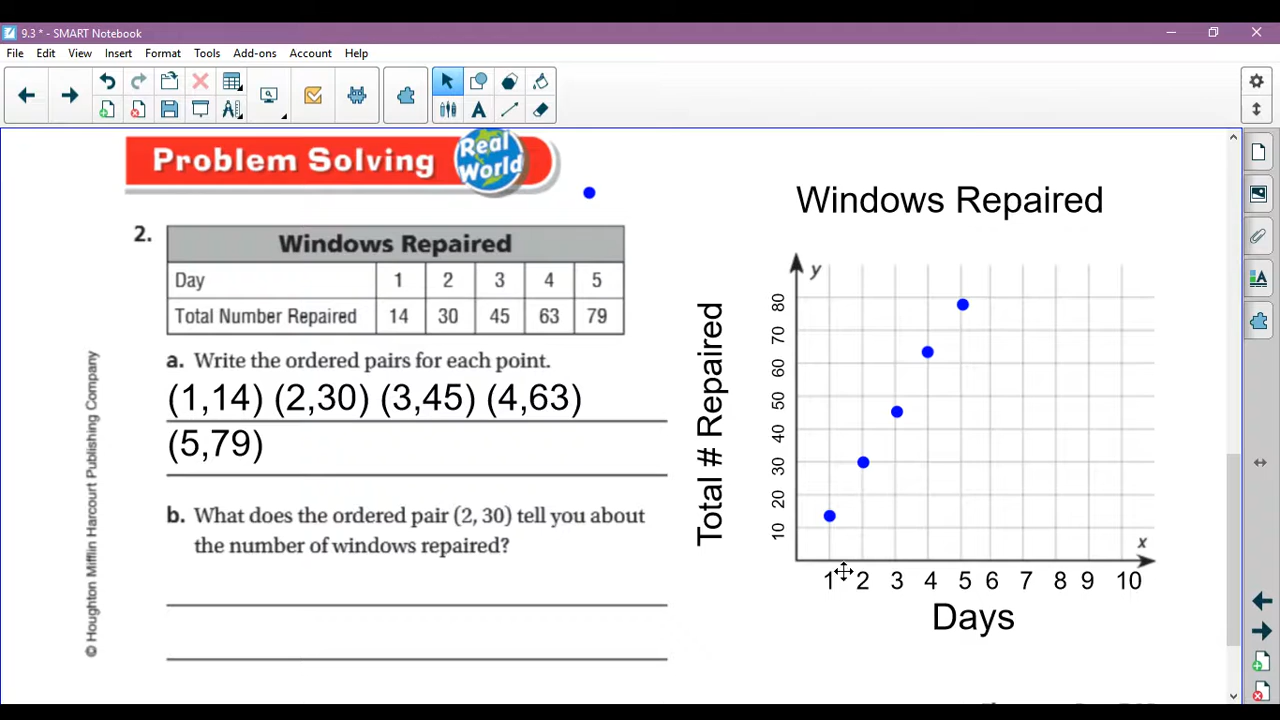 9.3 * - SMART Notebook
File Edit View Insert Format Tools Add-ons Account Help
Problem Solving Real World
2.
Windows Repaired
Day 1 2 3 4 5
Total Number Repaired 14 30 45 63 79
a. Write the ordered pairs for each point.
(1,14) (2,30) (3,45) (4,63)
(5,79)
b. What does the ordered pair (2, 30) tell you about
the number of windows repaired?
© Houghton Mifflin Harcourt Publishing Company
Windows Repaired
Total # Repaired
y
80
70
60
50
40
30
20
10
x
1 2 3 4 5 6 7 8 9 10
Days